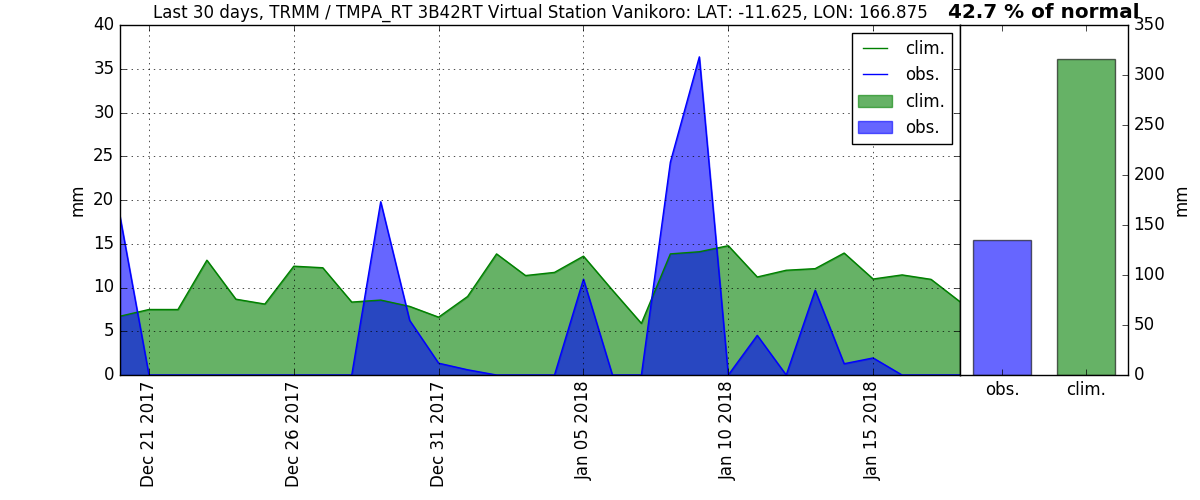 Last 30 days, TRMM / TMPA_RT 3B42RT Virtual Station Vanikoro: LAT: -11.625, LON: 166.875
42.7 % of normal
40
35
30
25
20
15
10
5
0
mm
clim.
obs.
clim.
obs.
Dec 21 2017
Dec 26 2017
Dec 31 2017
Jan 05 2018
Jan 10 2018
Jan 15 2018
350
300
250
200
150
100
50
0
mm
obs.
clim.